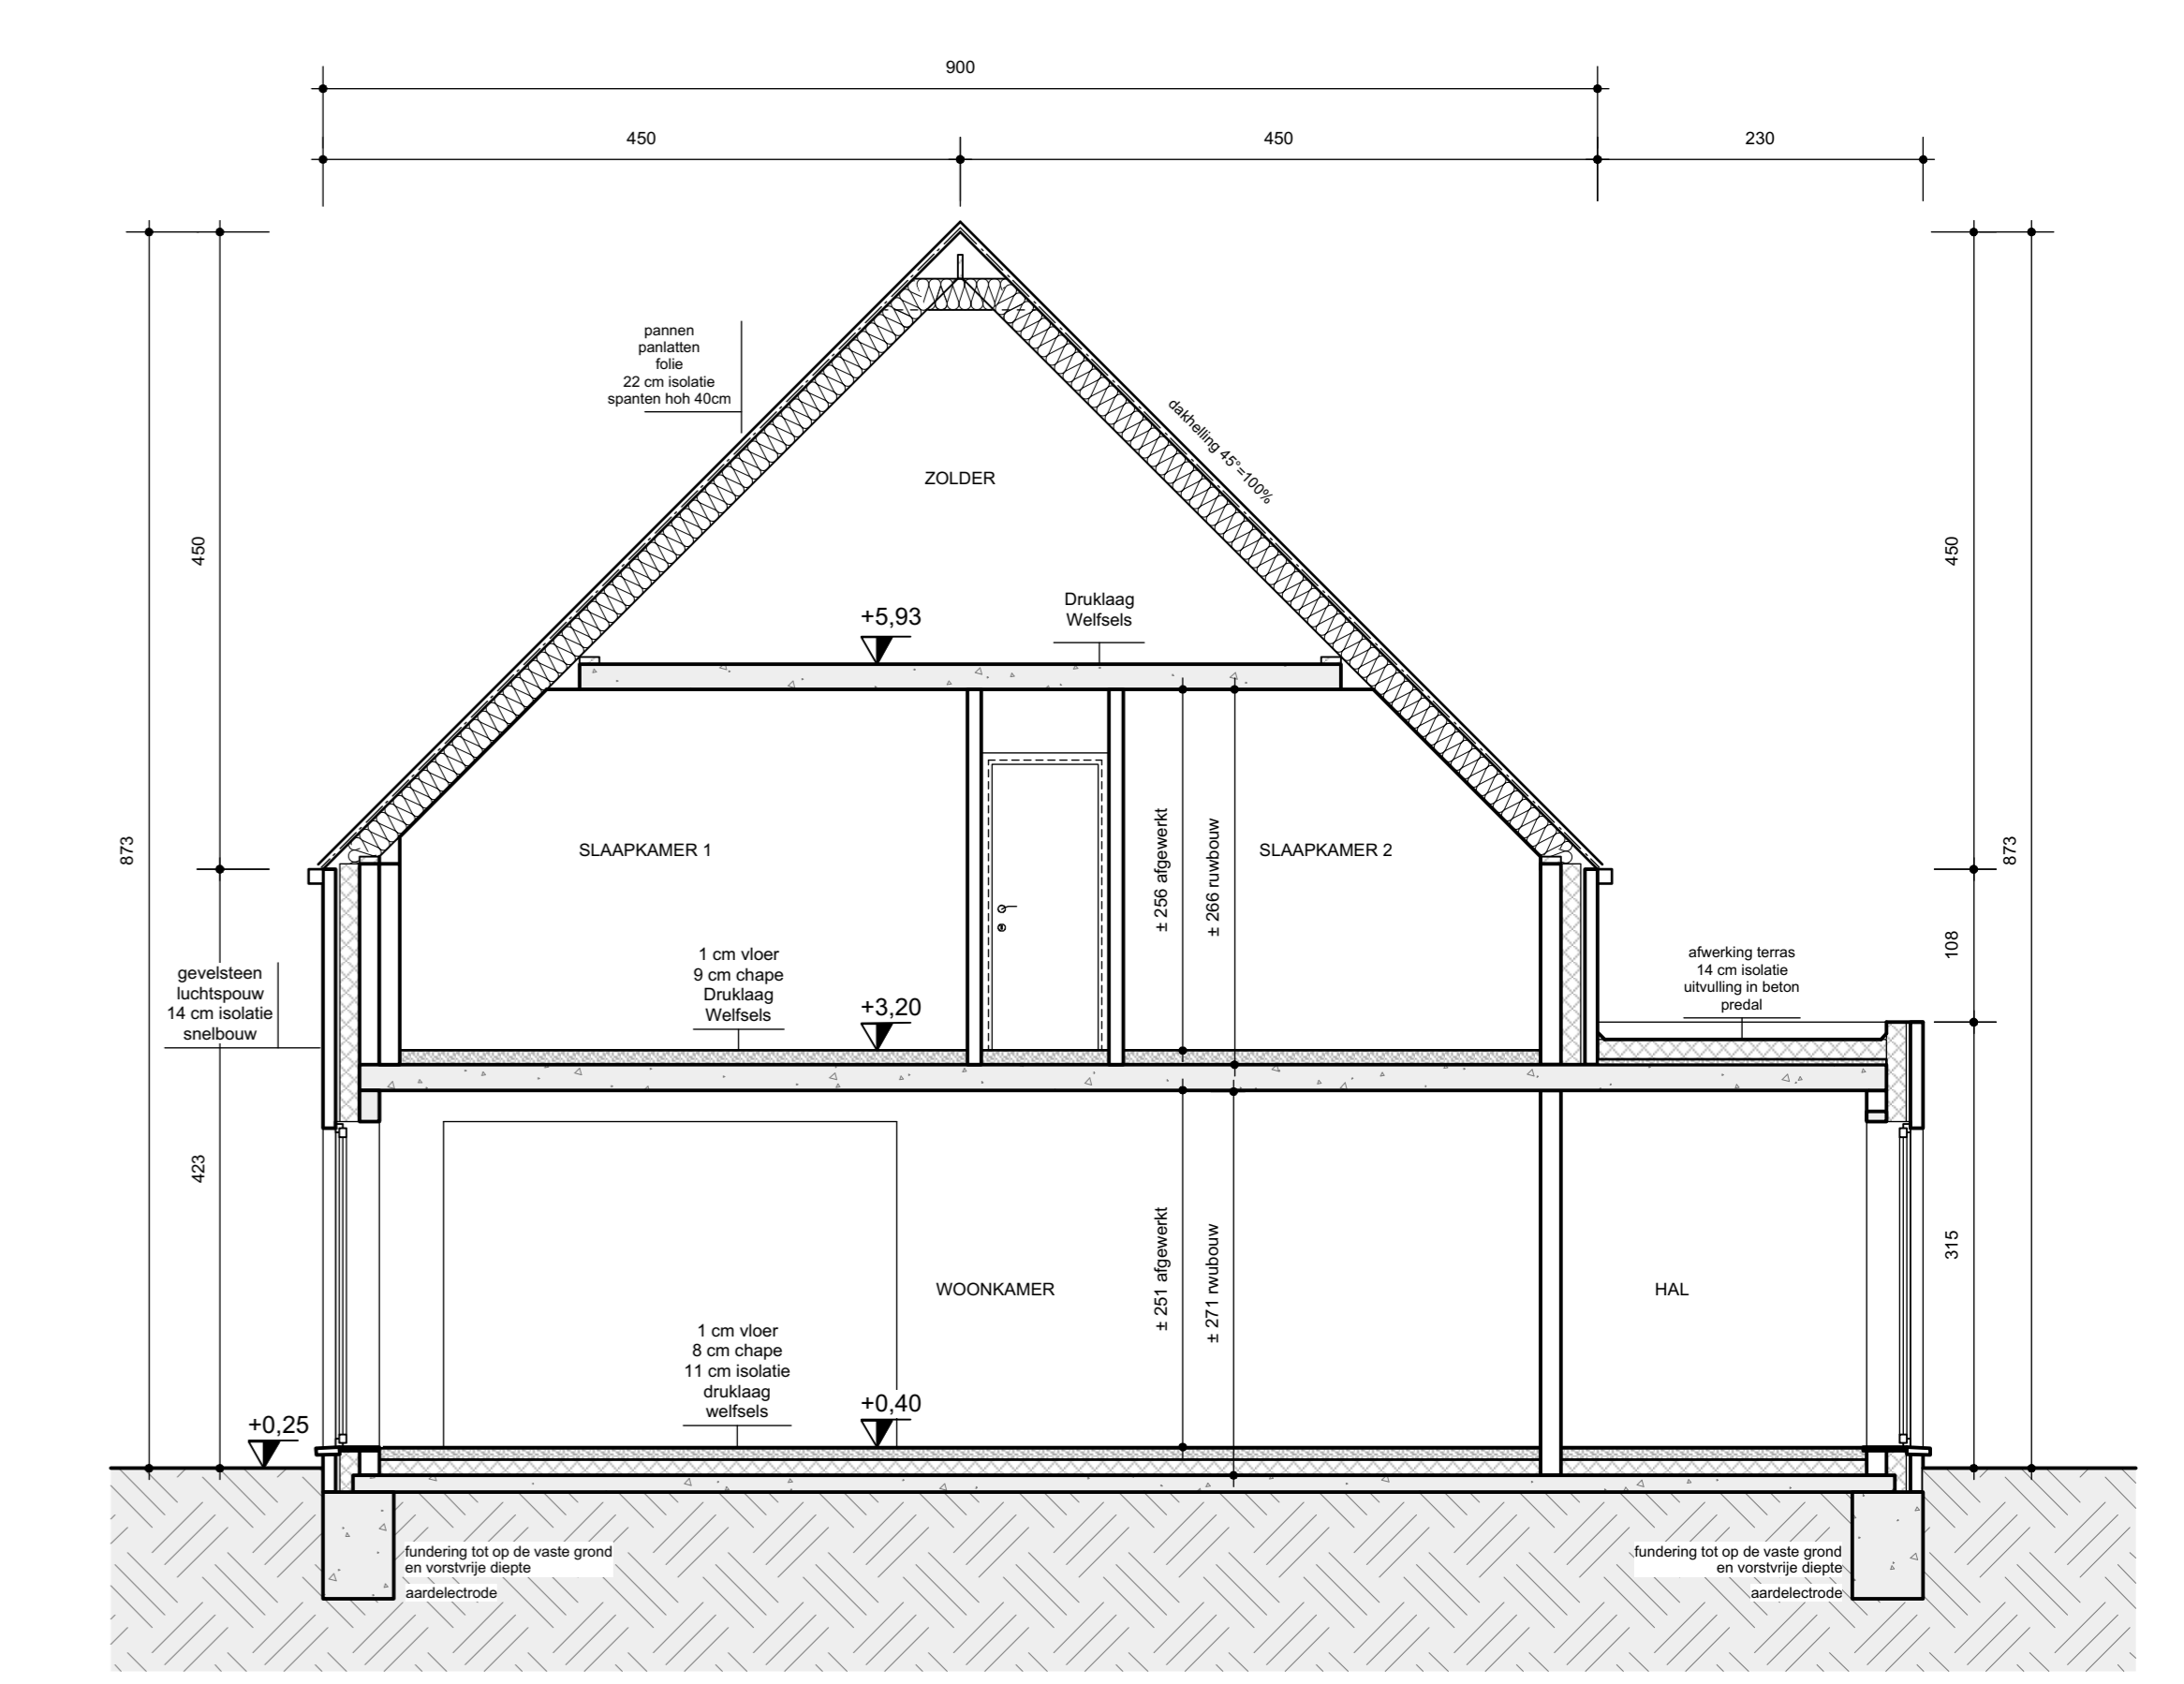 900
450
450
230
pannen
panlatten
folie
22 cm isolatie
spanten hoh 40cm
dakhelling 45°=100%
ZOLDER
450
450
+5,93
Druklaag
Welfsels
873
873
SLAAPKAMER 1
SLAAPKAMER 2
± 256 afgewerkt
± 266 ruwbouw
108
gevelsteen
luchtspouw
14 cm isolatie
snelbouw
1 cm vloer
9 cm chape
Druklaag
Welfsels
+3,20
afwerking terras
14 cm isolatie
uitvulling in beton
predal
423
315
WOONKAMER
HAL
± 251 afgewerkt
± 271 rwubouw
1 cm vloer
8 cm chape
11 cm isolatie
druklaag
welfsels
+0,40
+0,25
fundering tot op de vaste grond
en vorstvrije diepte
aardelectrode
fundering tot op de vaste grond
en vorstvrije diepte
aardelectrode